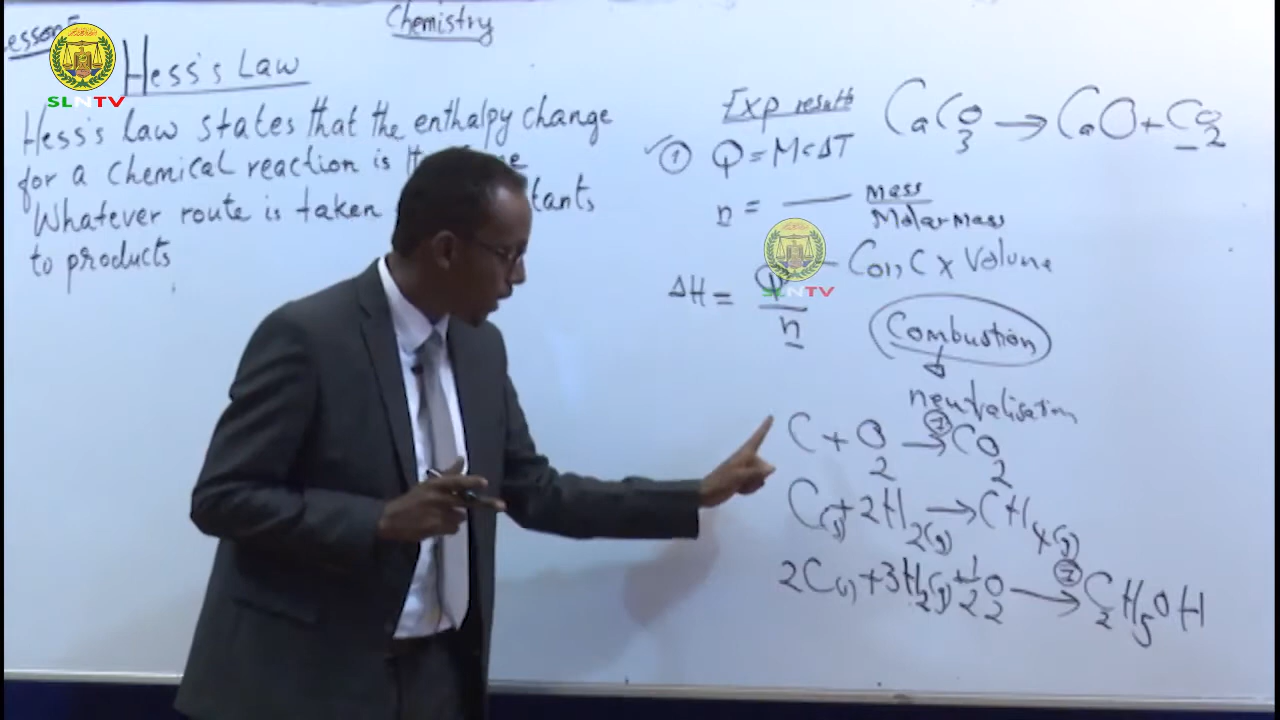 Chemistry
SLNTV
Hess's Law
Hess's law states that the enthalpy change
for a chemical reaction is
Whatever route is taken
to products
Exp results
CaCO3 → CaO + CO2
① Q = McΔT
n = — mass
Molar mass
Conc x Volume
SLNTV
ΔH = Q
n
Combustion
neutralisation
C + O2 → CO2
C(s) + 2H2(g) → CH4(g)
2C(s) + 3H2(g) + 1/2 O2 → C2H5OH